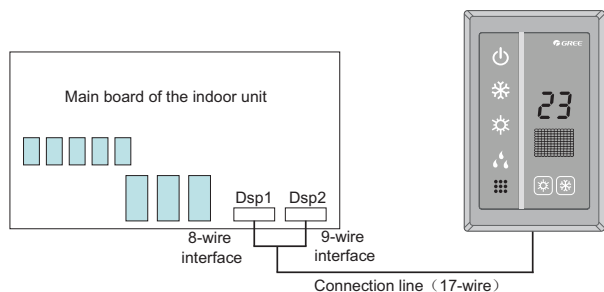 GREE
Main board of the indoor unit
23
Dsp1 Dsp2
8-wire
interface
9-wire
interface
Connection line（17-wire）